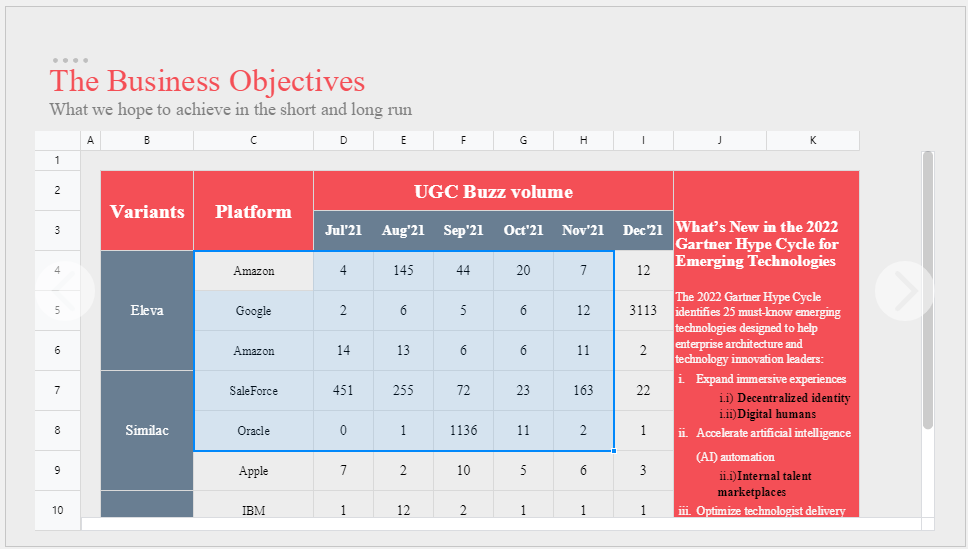 The Business Objectives
What we hope to achieve in the short and long run
A B C D E F G H I J K
1
2
Variants Platform UGC Buzz volume
3
Jul'21 Aug'21 Sep'21 Oct'21 Nov'21 Dec'21
4 Amazon 4 145 44 20 7 12
5 Eleva Google 2 6 5 6 12 3113
6 Amazon 14 13 6 6 11 2
7 SaleForce 451 255 72 23 163 22
8 Similac Oracle 0 1 1136 11 2 1
9 Apple 7 2 10 5 6 3
10 IBM 1 12 2 1 1 1
What’s New in the 2022
Gartner Hype Cycle for
Emerging Technologies
The 2022 Gartner Hype Cycle
identifies 25 must-know emerging
technologies designed to help
enterprise architecture and
technology innovation leaders:
i. Expand immersive experiences
i.i) Decentralized identity
i.ii)Digital humans
ii. Accelerate artificial intelligence
(AI) automation
ii.i)Internal talent
marketplaces
iii. Optimize technologist delivery